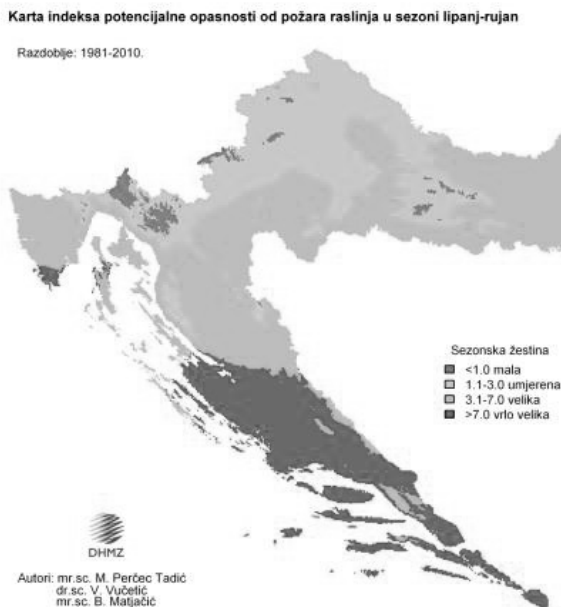 Karta indeksa potencijalne opasnosti od požara raslinja u sezoni lipanj-rujan
Razdoblje: 1981-2010.
Sezonska žestina
<1.0 mala
1.1-3.0 umjerena
3.1-7.0 velika
>7.0 vrlo velika
DHMZ
Autori: mr.sc. M. Perčec Tadić
dr.sc. V. Vučetić
mr.sc. B. Matjačić